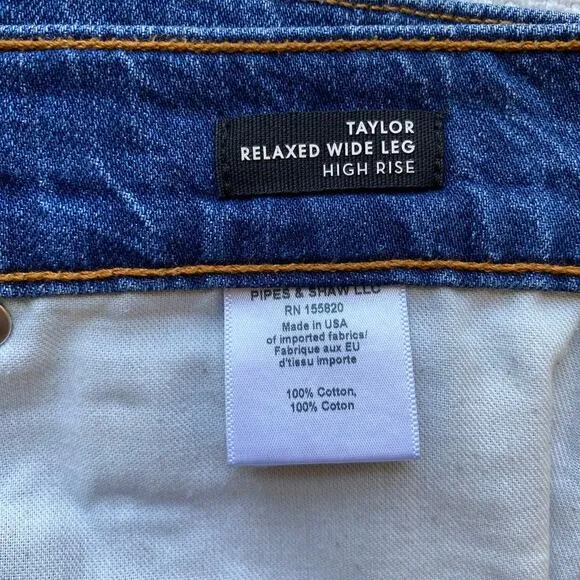 TAYLOR
RELAXED WIDE LEG
HIGH RISE
PIPES & SHAW LLC
RN 155820
Made in USA
of imported fabrics/
Fabrique aux EU
d'tissu importe
100% Cotton,
100% Coton